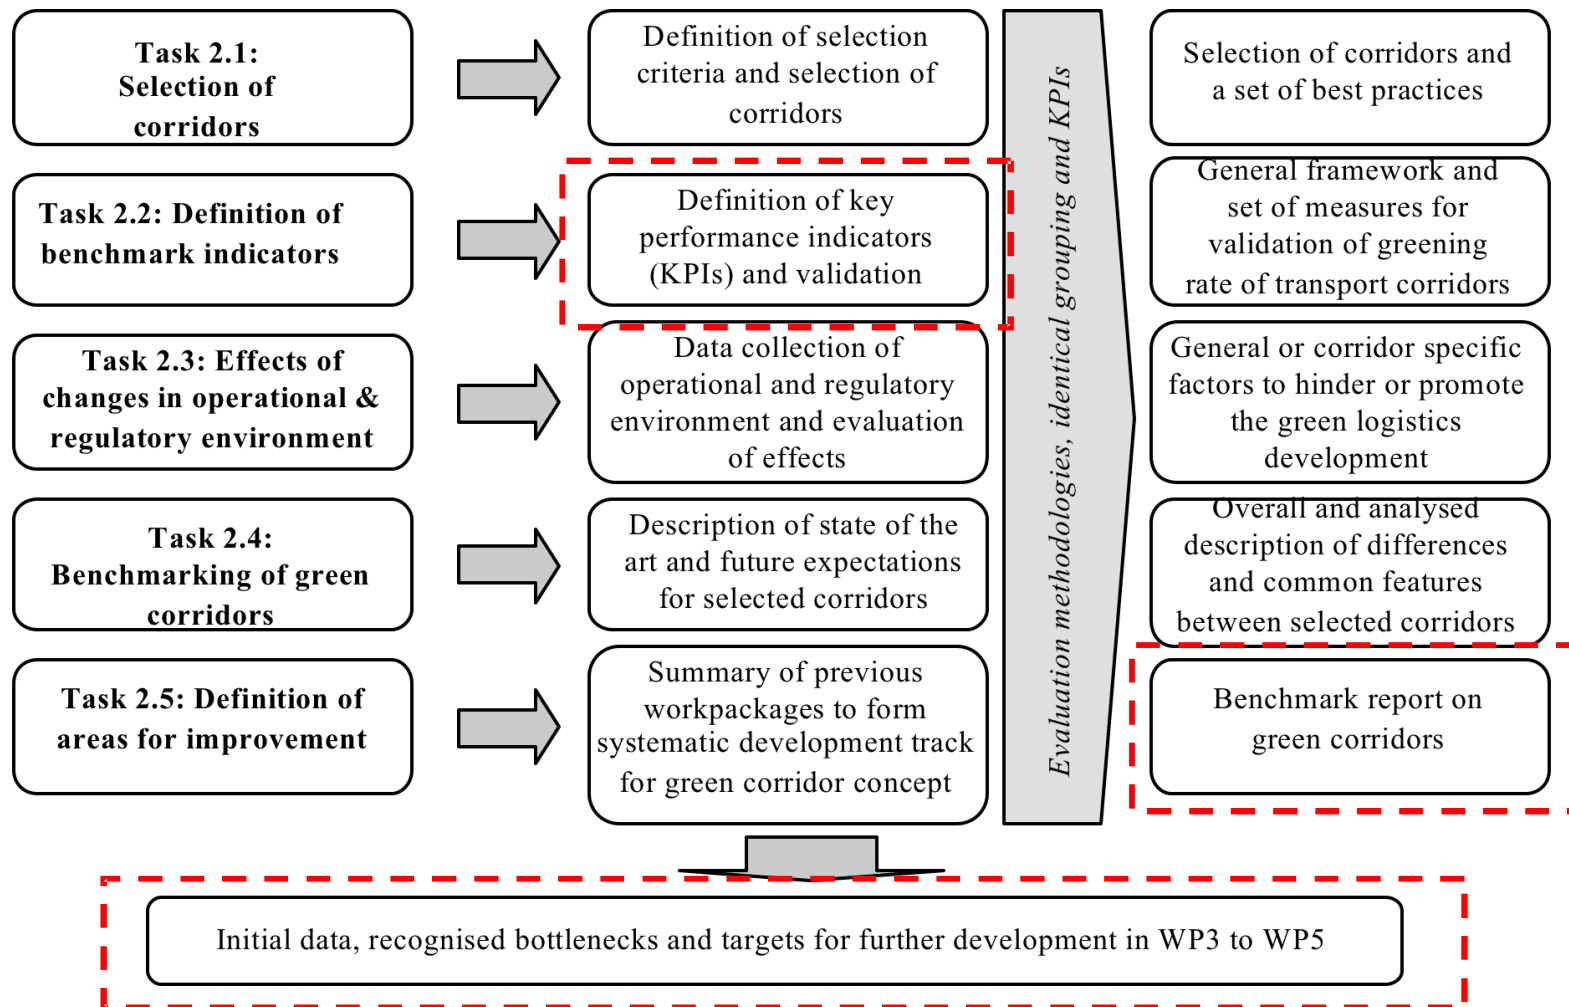 Task 2.1:
Selection of
corridors
Definition of selection
criteria and selection of
corridors
Selection of corridors and
a set of best practices
Task 2.2: Definition of
benchmark indicators
Definition of key
performance indicators
(KPIs) and validation
General framework and
set of measures for
validation of greening
rate of transport corridors
Task 2.3: Effects of
changes in operational &
regulatory environment
Data collection of
operational and regulatory
environment and evaluation
of effects
General or corridor specific
factors to hinder or promote
the green logistics
development
Task 2.4:
Benchmarking of green
corridors
Description of state of the
art and future expectations
for selected corridors
Overall and analysed
description of differences
and common features
between selected corridors
Task 2.5: Definition of
areas for improvement
Summary of previous
workpackages to form
systematic development track
for green corridor concept
Benchmark report on
green corridors
Evaluation methodologies, identical grouping and KPIs
Initial data, recognised bottlenecks and targets for further development in WP3 to WP5